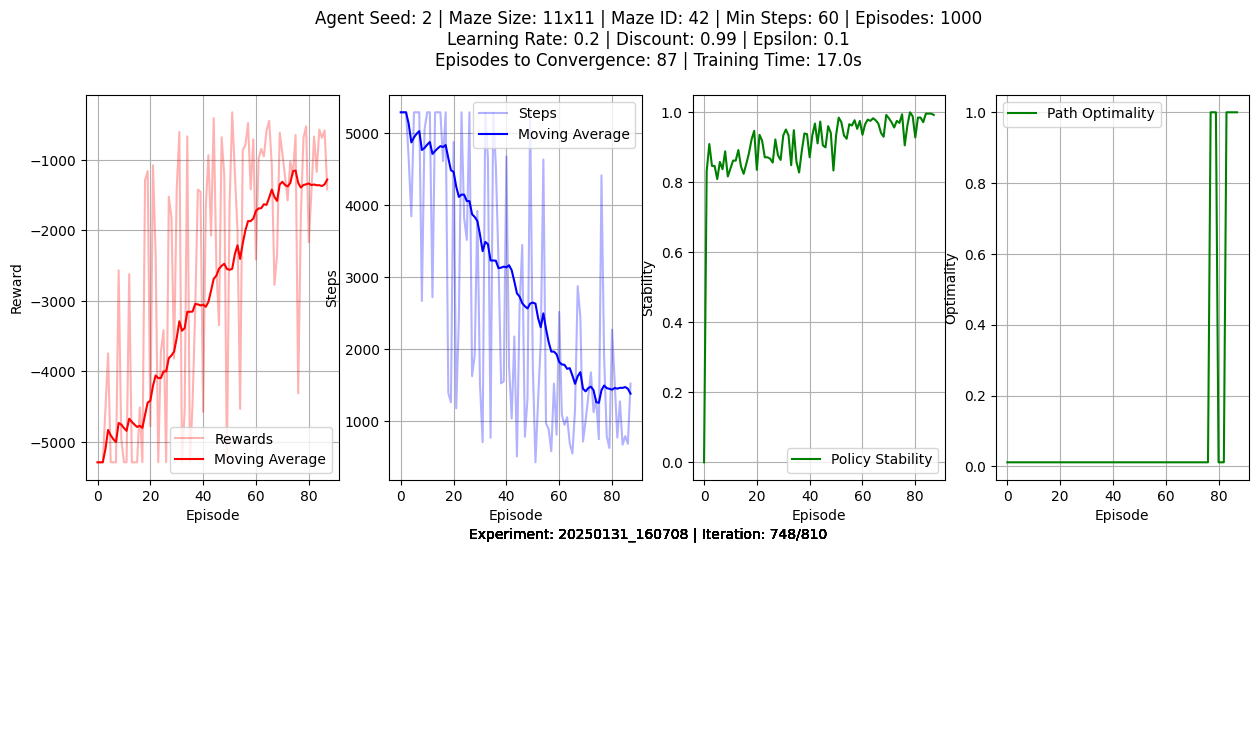 Agent Seed: 2 | Maze Size: 11x11 | Maze ID: 42 | Min Steps: 60 | Episodes: 1000
Learning Rate: 0.2 | Discount: 0.99 | Epsilon: 0.1
Episodes to Convergence: 87 | Training Time: 17.0s
Reward
−1000
−2000
−3000
−4000
−5000
0 20 40 60 80
Episode
Rewards
Moving Average
Steps
5000
4000
3000
2000
1000
0 20 40 60 80
Episode
Steps
Moving Average
Stability
1.0
0.8
0.6
0.4
0.2
0.0
0 20 40 60 80
Episode
Policy Stability
Optimality
1.0
0.8
0.6
0.4
0.2
0.0
0 20 40 60 80
Episode
Path Optimality
Experiment: 20250131_160708 | Iteration: 748/810